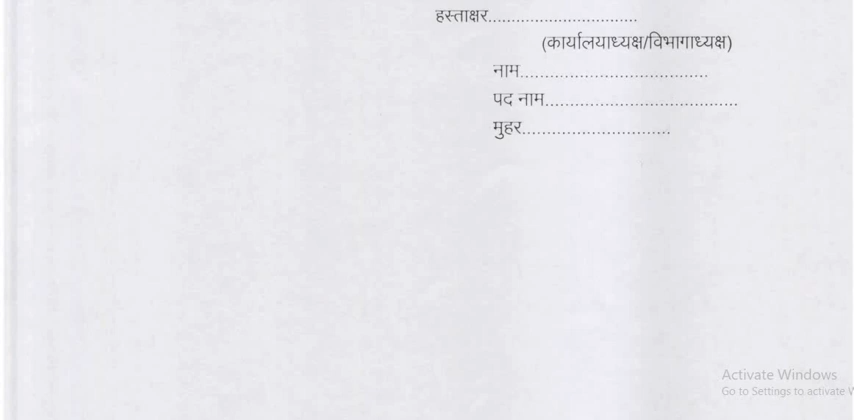 हस्ताक्षर................................
(कार्यालयाध्यक्ष/विभागाध्यक्ष)
नाम......................................
पद नाम.......................................
मुहर..............................
Activate Windows
Go to Settings to activate W